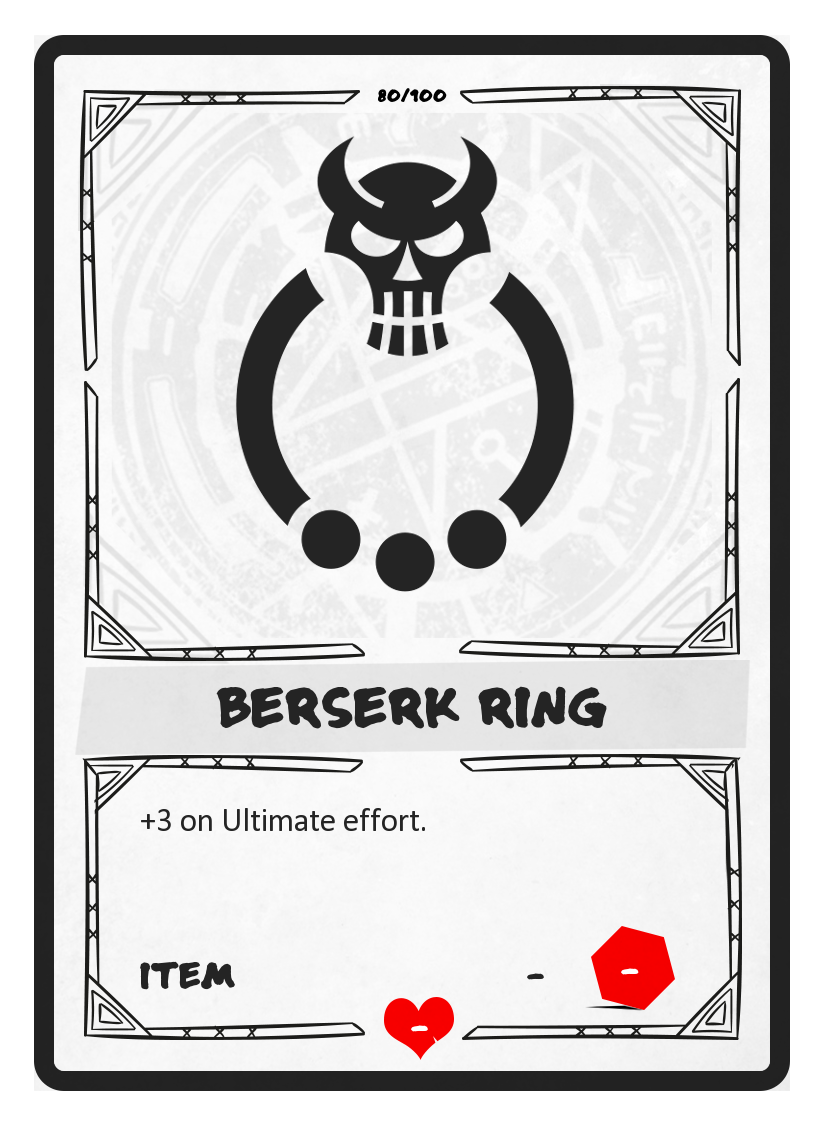 80/100
BERSERK RING
+3 on Ultimate effort.
ITEM
-
-
-